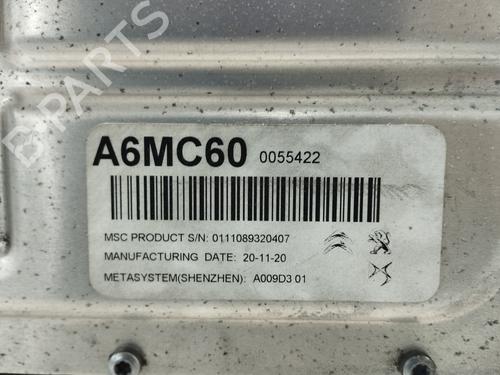 B-PARTS
A6MC60 0055422
MSC PRODUCT S/N: 0111089320407
MANUFACTURING DATE: 20-11-20
METASYSTEM(SHENZHEN): A009D3 01